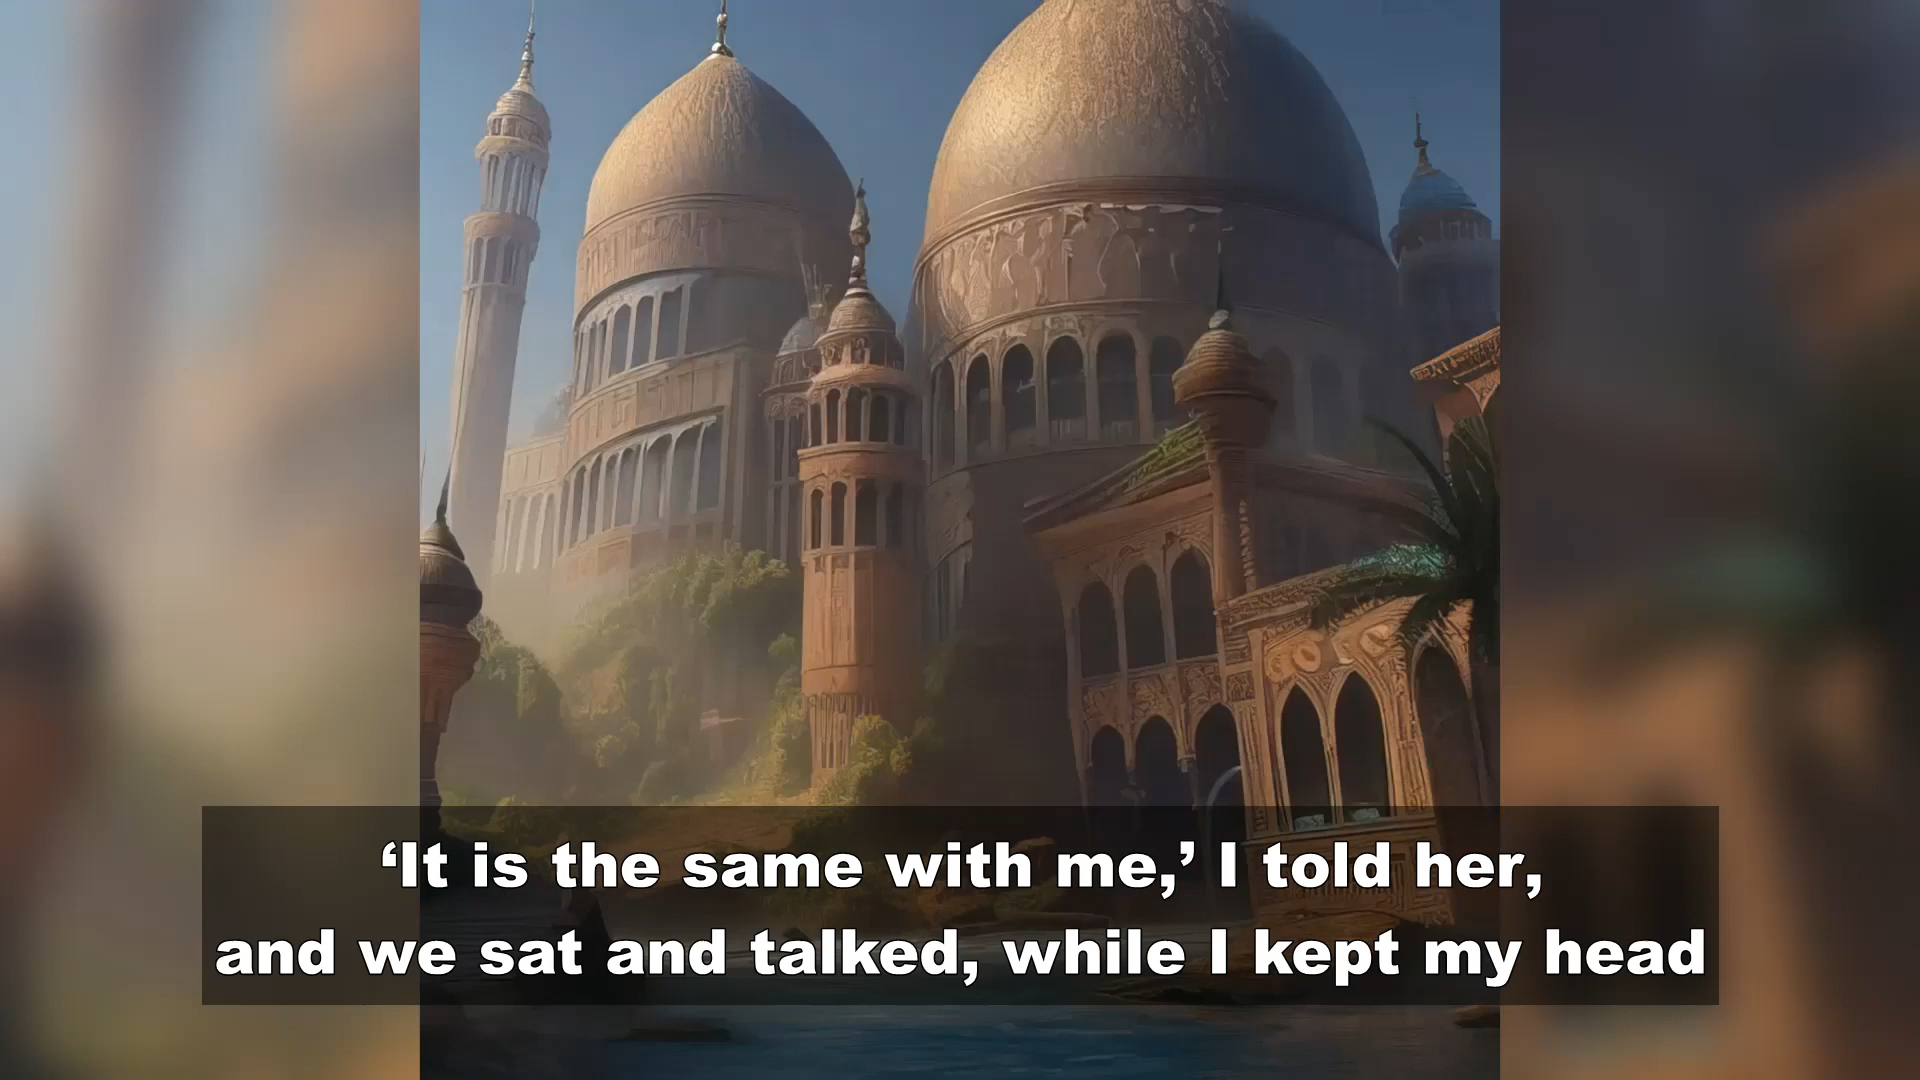 ‘It is the same with me,’ I told her,
and we sat and talked, while I kept my head